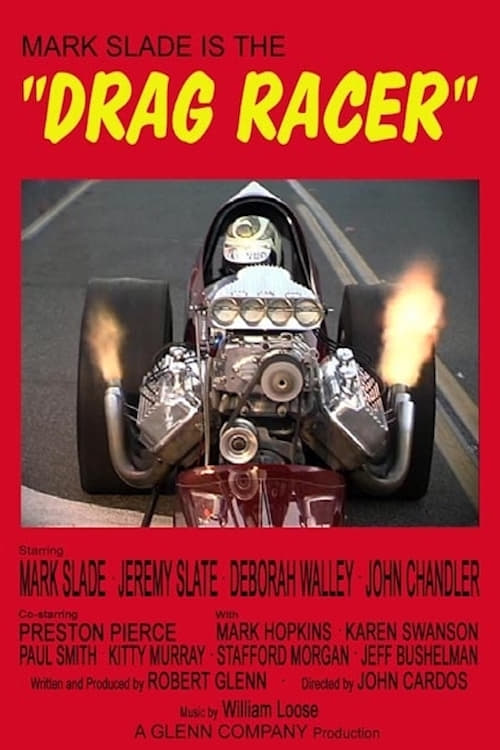 MARK SLADE IS THE
"DRAG RACER"
Starring
MARK SLADE · JEREMY SLATE · DEBORAH WALLEY · JOHN CHANDLER
Co-starring With
PRESTON PIERCE MARK HOPKINS · KAREN SWANSON
PAUL SMITH · KITTY MURRAY · STAFFORD MORGAN · JEFF BUSHELMAN
Written and Produced by ROBERT GLENN · Directed by JOHN CARDOS
Music by William Loose
A GLENN COMPANY Production